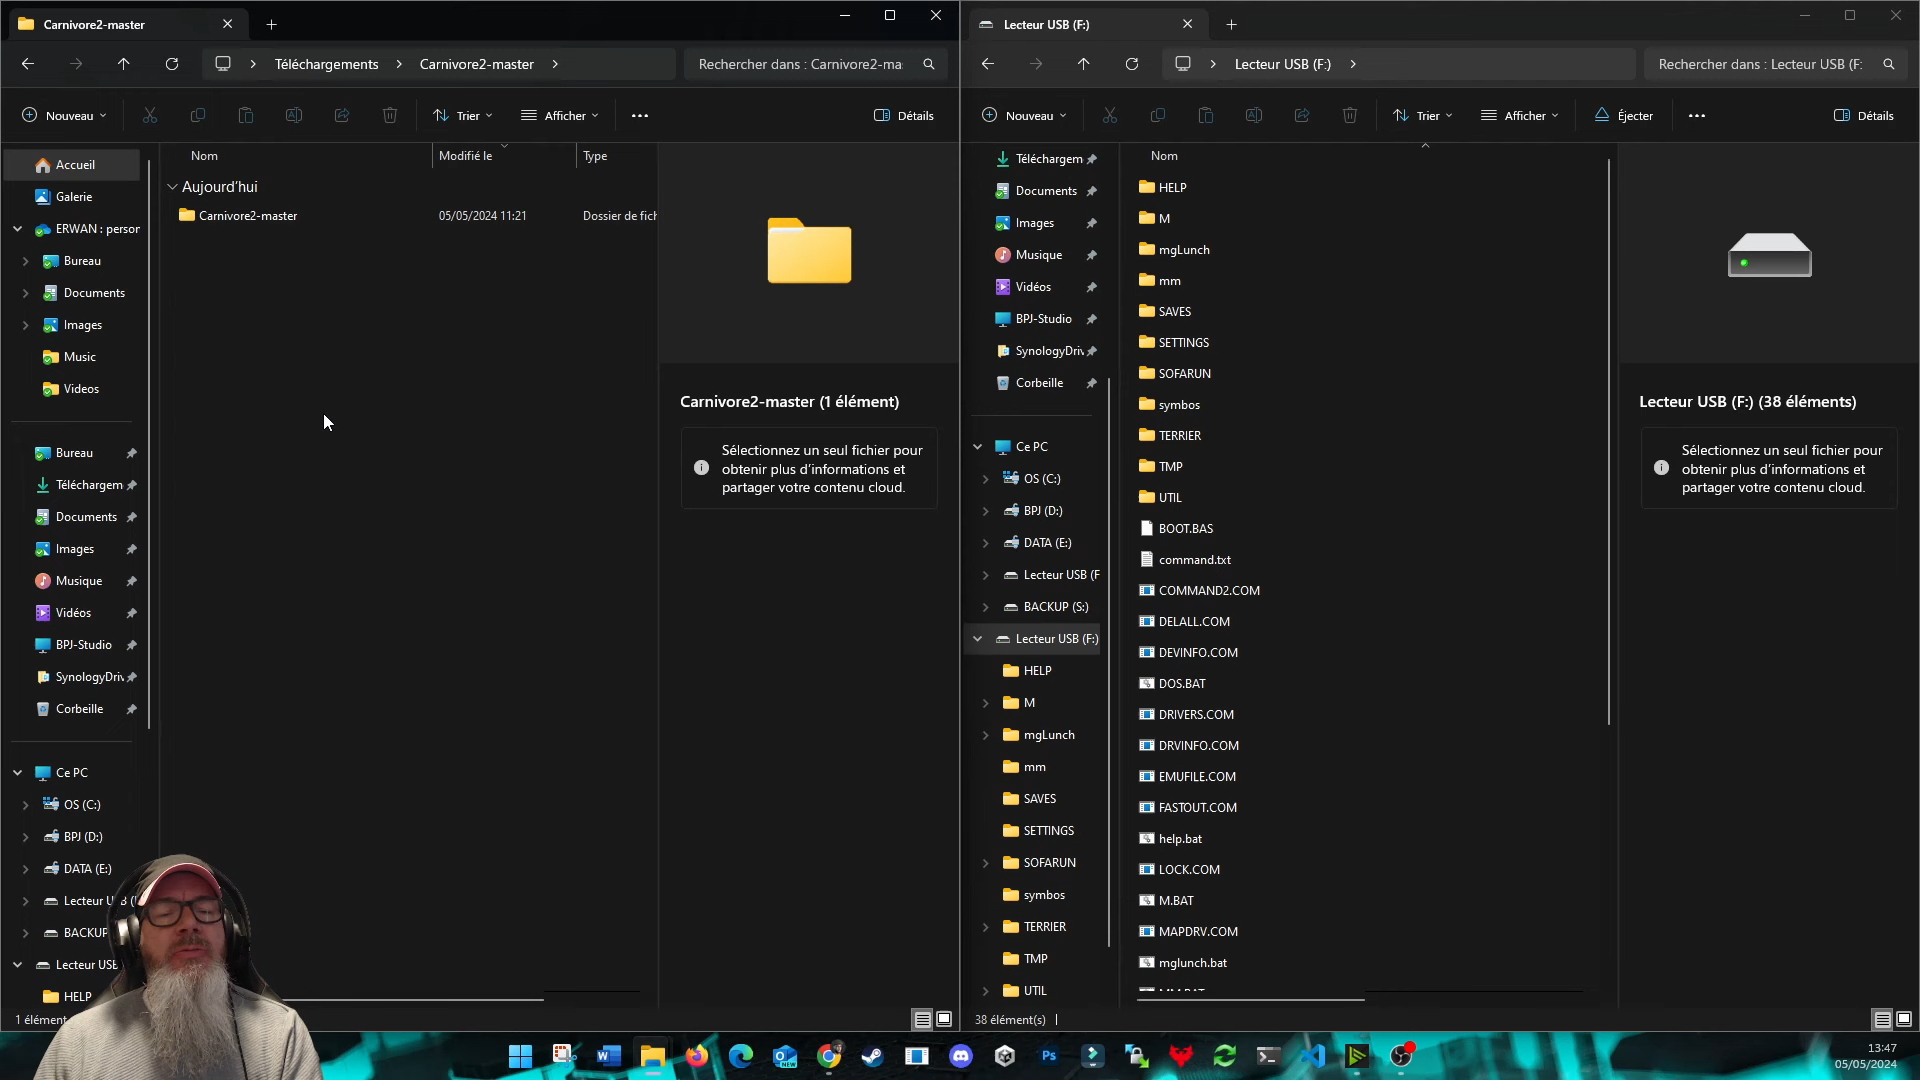 Carnivore2-master
Téléchargements
Carnivore2-master
Rechercher dans : Carnivore2-ma
Nouveau
Trier
Afficher
Détails
Accueil
Galerie
ERWAN : person
Bureau
Documents
Images
Music
Videos
Bureau
Téléchargem
Documents
Images
Musique
Vidéos
BPJ-Studio
SynologyDriv
Corbeille
Ce PC
OS (C:)
BPJ (D:)
DATA (E:)
Lecteur U
BACKUP
Lecteur USB
HELP
1 élément
Nom
Modifié le
Type
Aujourd'hui
Carnivore2-master
05/05/2024 11:21
Dossier de fich
Carnivore2-master (1 élément)
Sélectionnez un seul fichier pour
obtenir plus d'informations et
partager votre contenu cloud.
Lecteur USB (F:)
Lecteur USB (F:)
Rechercher dans : Lecteur USB (F:
Nouveau
Trier
Afficher
Éjecter
Détails
Téléchargem
Documents
Images
Musique
Vidéos
BPJ-Studio
SynologyDriv
Corbeille
Ce PC
OS (C:)
BPJ (D:)
DATA (E:)
Lecteur USB (F
BACKUP (S:)
Lecteur USB (F:)
HELP
M
mgLunch
mm
SAVES
SETTINGS
SOFARUN
symbos
TERRIER
TMP
UTIL
38 élément(s)
Nom
HELP
M
mgLunch
mm
SAVES
SETTINGS
SOFARUN
symbos
TERRIER
TMP
UTIL
BOOT.BAS
command.txt
COMMAND2.COM
DELALL.COM
DEVINFO.COM
DOS.BAT
DRIVERS.COM
DRVINFO.COM
EMUFILE.COM
FASTOUT.COM
help.bat
LOCK.COM
M.BAT
MAPDRV.COM
mglunch.bat
Lecteur USB (F:) (38 éléments)
Sélectionnez un seul fichier pour
obtenir plus d'informations et
partager votre contenu cloud.
13:47
05/05/2024